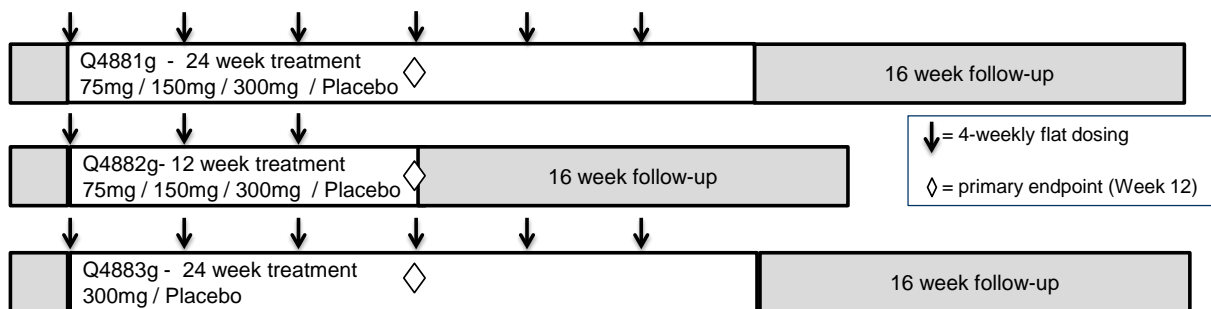 Q4881g - 24 week treatment
75mg / 150mg / 300mg / Placebo
16 week follow-up
= 4-weekly flat dosing
Q4882g- 12 week treatment
75mg / 150mg / 300mg / Placebo
16 week follow-up
= primary endpoint (Week 12)
Q4883g - 24 week treatment
300mg / Placebo
16 week follow-up